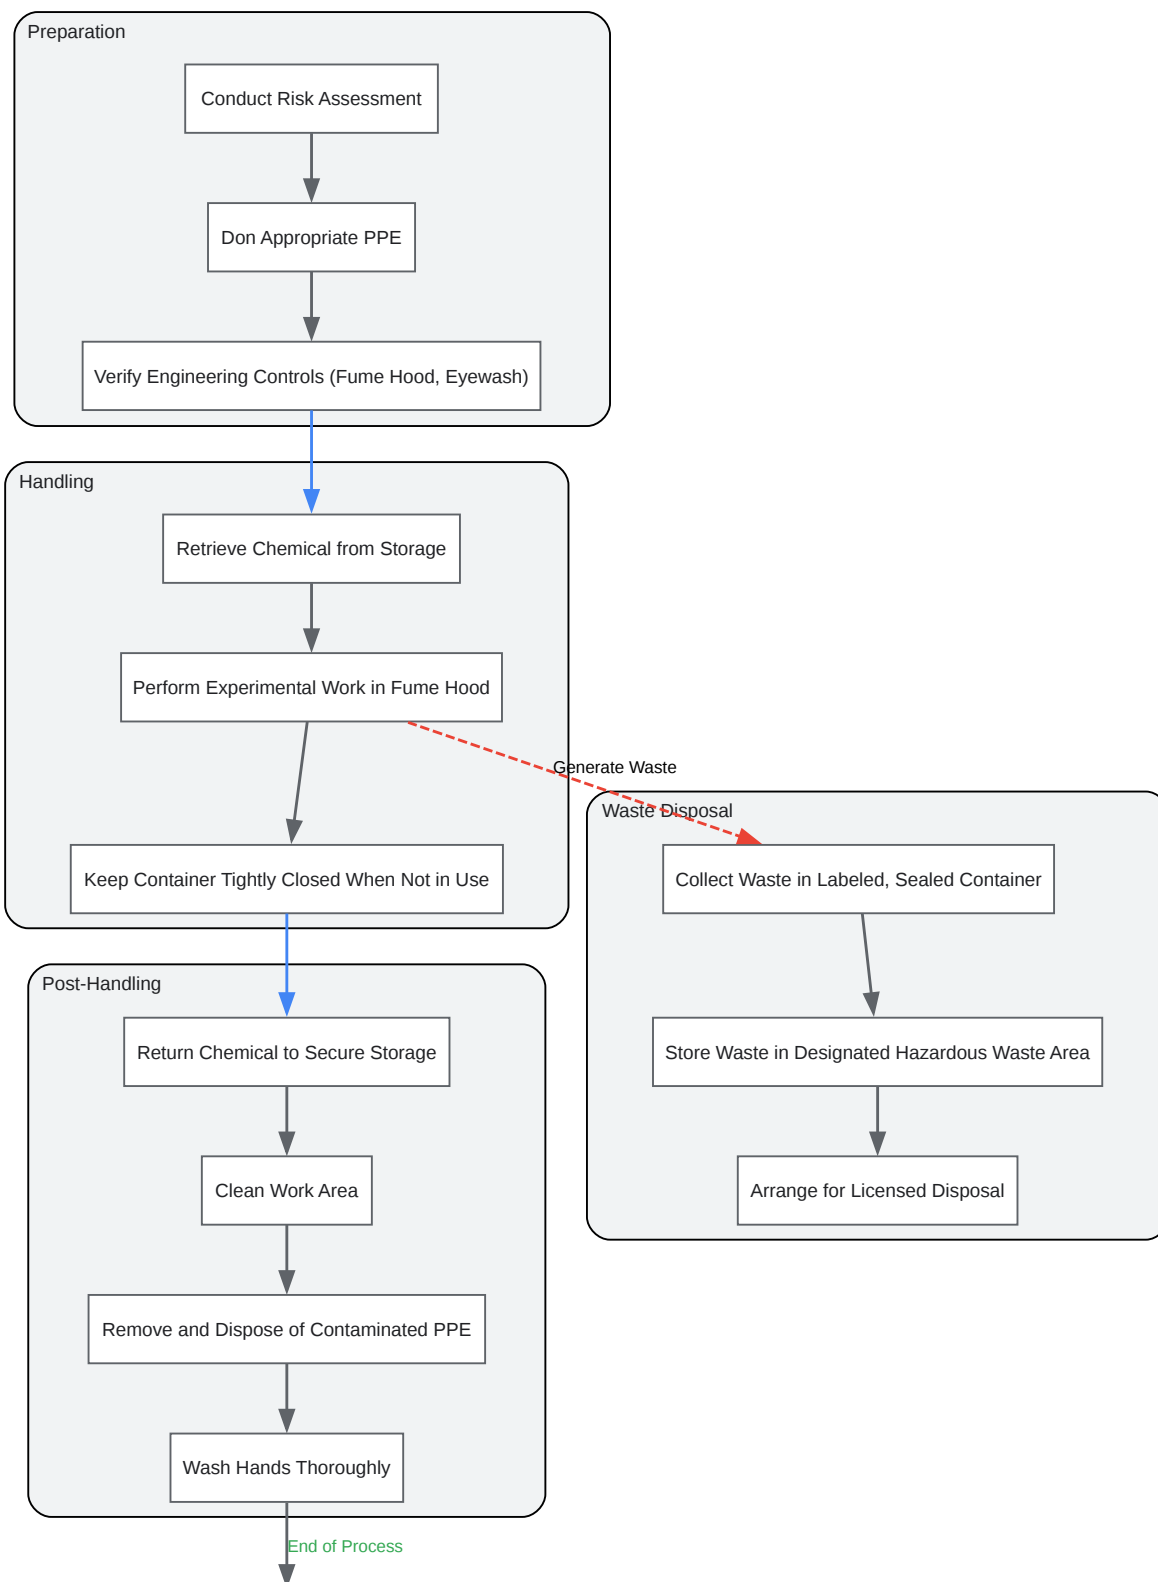 Preparation
Conduct Risk Assessment
Don Appropriate PPE
Verify Engineering Controls (Fume Hood, Eyewash)
Handling
Retrieve Chemical from Storage
Perform Experimental Work in Fume Hood
Generate Waste
Keep Container Tightly Closed When Not in Use
Waste Disposal
Collect Waste in Labeled, Sealed Container
Store Waste in Designated Hazardous Waste Area
Arrange for Licensed Disposal
Post-Handling
Return Chemical to Secure Storage
Clean Work Area
Remove and Dispose of Contaminated PPE
Wash Hands Thoroughly
End of Process